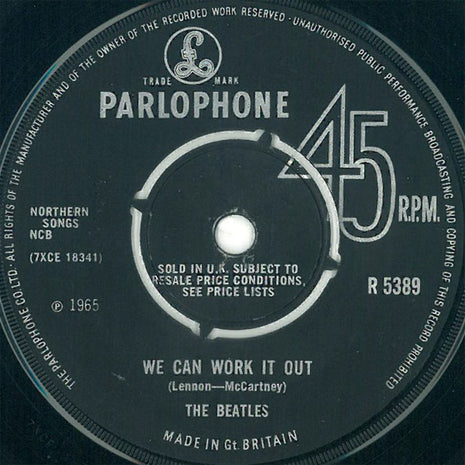 THE PARLOPHONE CO. LTD. · ALL RIGHTS OF THE MANUFACTURER AND OF THE OWNER OF THE RECORDED WORK RESERVED · UNAUTHORISED PUBLIC PERFORMANCE BROADCASTING AND COPYING OF THIS RECORD PROHIBITED
£
TRADE MARK
PARLOPHONE
45
R.P.M.
NORTHERN
SONGS
NCB
(7XCE 18341)
℗ 1965
SOLD IN U.K. SUBJECT TO
RESALE PRICE CONDITIONS,
SEE PRICE LISTS
R 5389
WE CAN WORK IT OUT
(Lennon—McCartney)
THE BEATLES
MADE IN Gt. BRITAIN